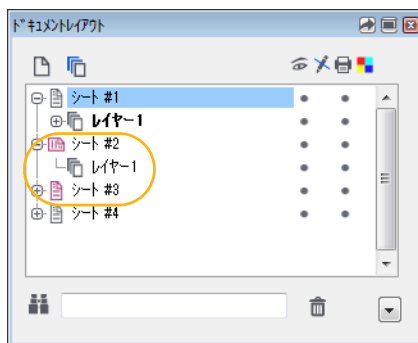 ﾄﾞｷｭﾒﾝﾄﾚｲｱｳﾄ
シート #1
レイヤー1
シート #2
レイヤー1
シート #3
シート #4